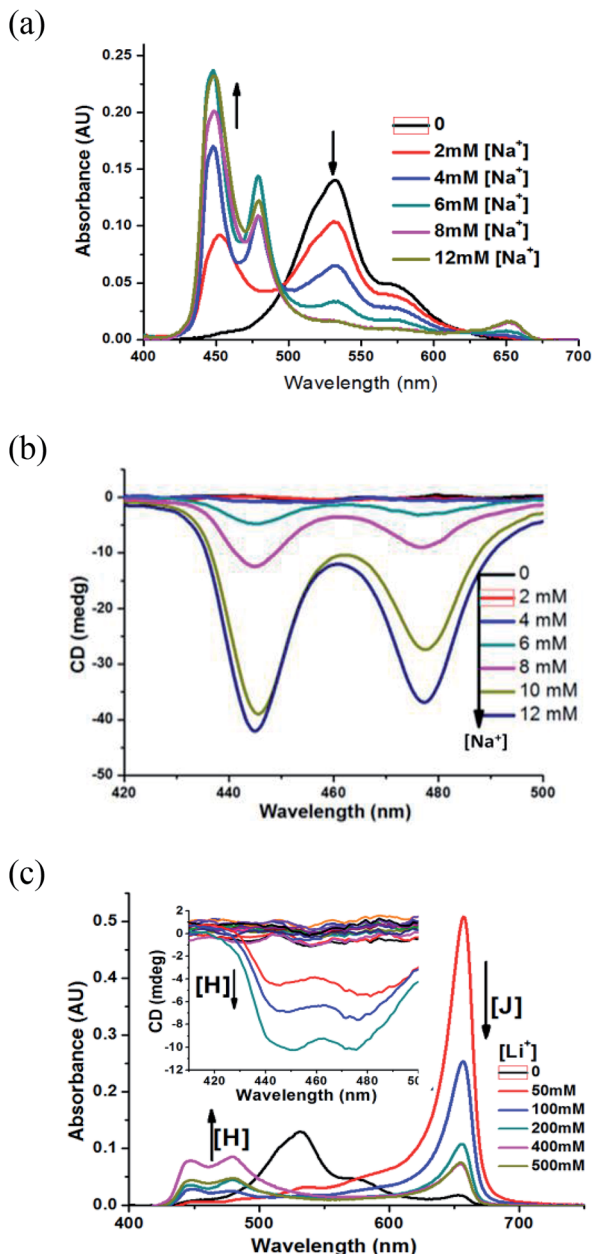 (a)
0.25
0.20
0.15
0.10
0.05
0.00
Absorbance (AU)
0
2mM [Na⁺]
4mM [Na⁺]
6mM [Na⁺]
8mM [Na⁺]
12mM [Na⁺]
400 450 500 550 600 650 700
Wavelength (nm)
(b)
0
-10
-20
-30
-40
-50
CD (medg)
0
2 mM
4 mM
6 mM
8 mM
10 mM
12 mM
[Na⁺]
420 440 460 480 500
Wavelength (nm)
(c)
0.5
0.4
0.3
0.2
0.1
0.0
Absorbance (AU)
2
0
-2
-4
-6
-8
-10
-12
CD (mdeg)
[H]
420 440 460 480 50
Wavelength (nm)
[H]
[J]
[Li⁺]
0
50mM
100mM
200mM
400mM
500mM
400 500 600 700
Wavelength (nm)